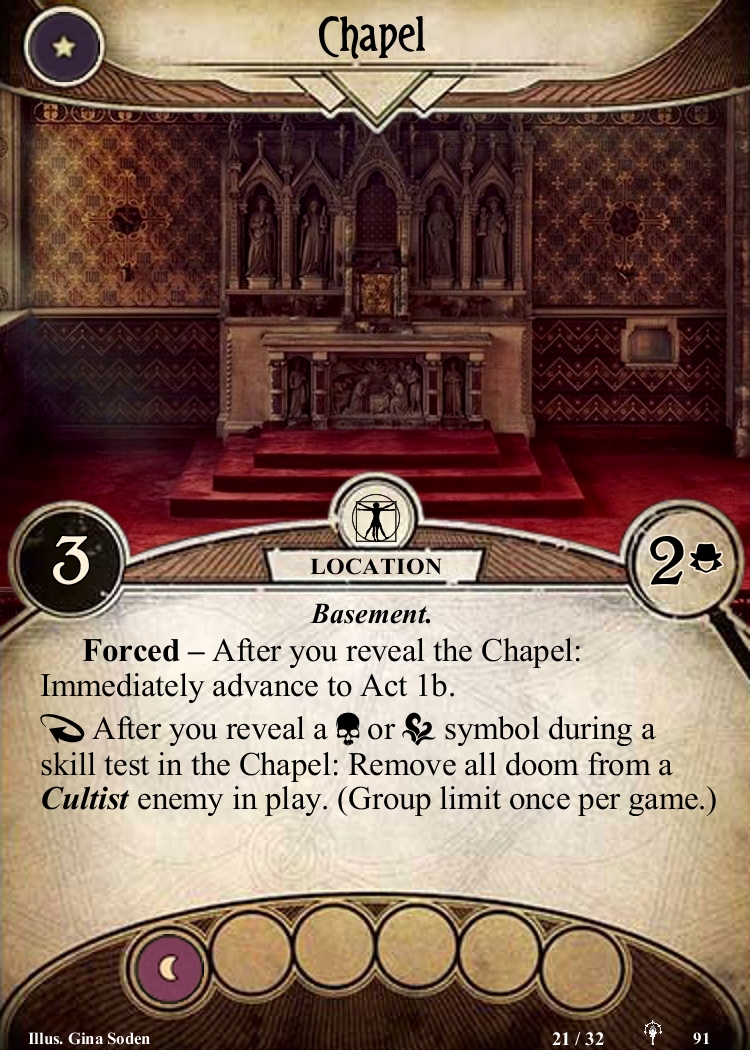 Chapel
3
LOCATION
2
Basement.
Forced – After you reveal the Chapel:
Immediately advance to Act 1b.
After you reveal a or symbol during a
skill test in the Chapel: Remove all doom from a
Cultist enemy in play. (Group limit once per game.)
Illus. Gina Soden
21 / 32
91